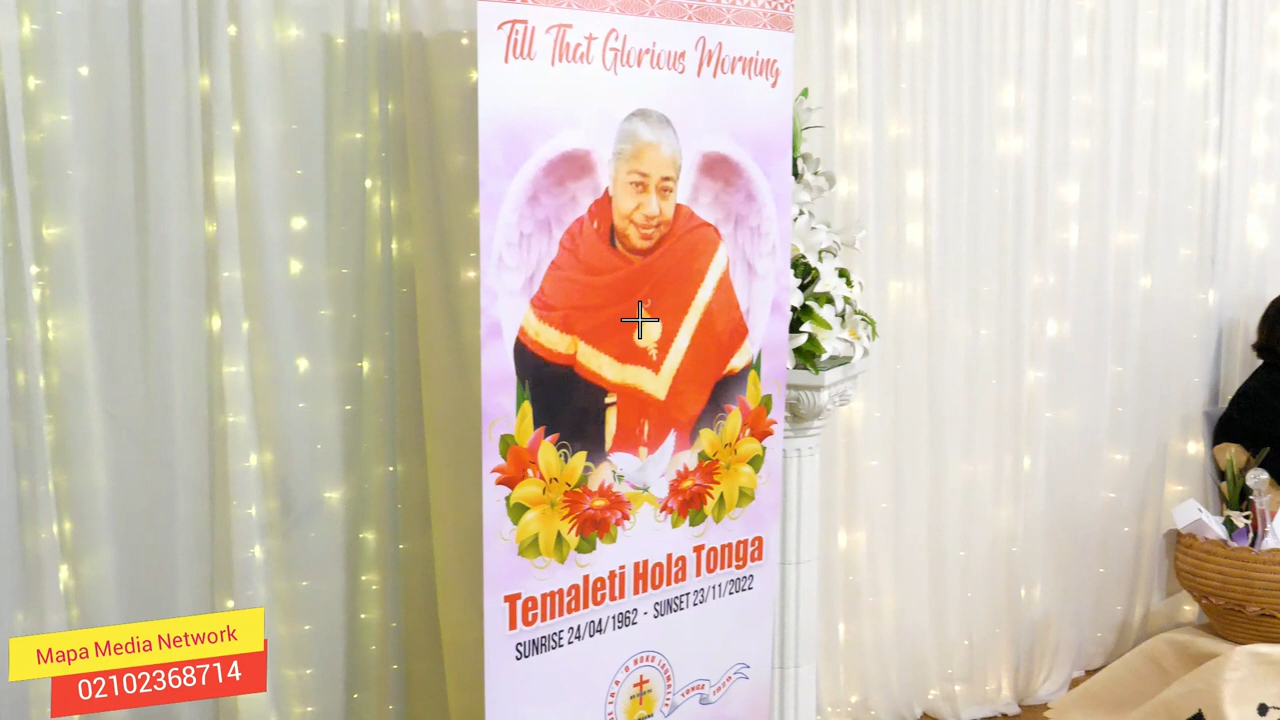 Till That Glorious Morning
Temaleti Hola Tonga
SUNRISE 24/04/1962 - SUNSET 23/11/2022
TONGA
Mapa Media Network
02102368714